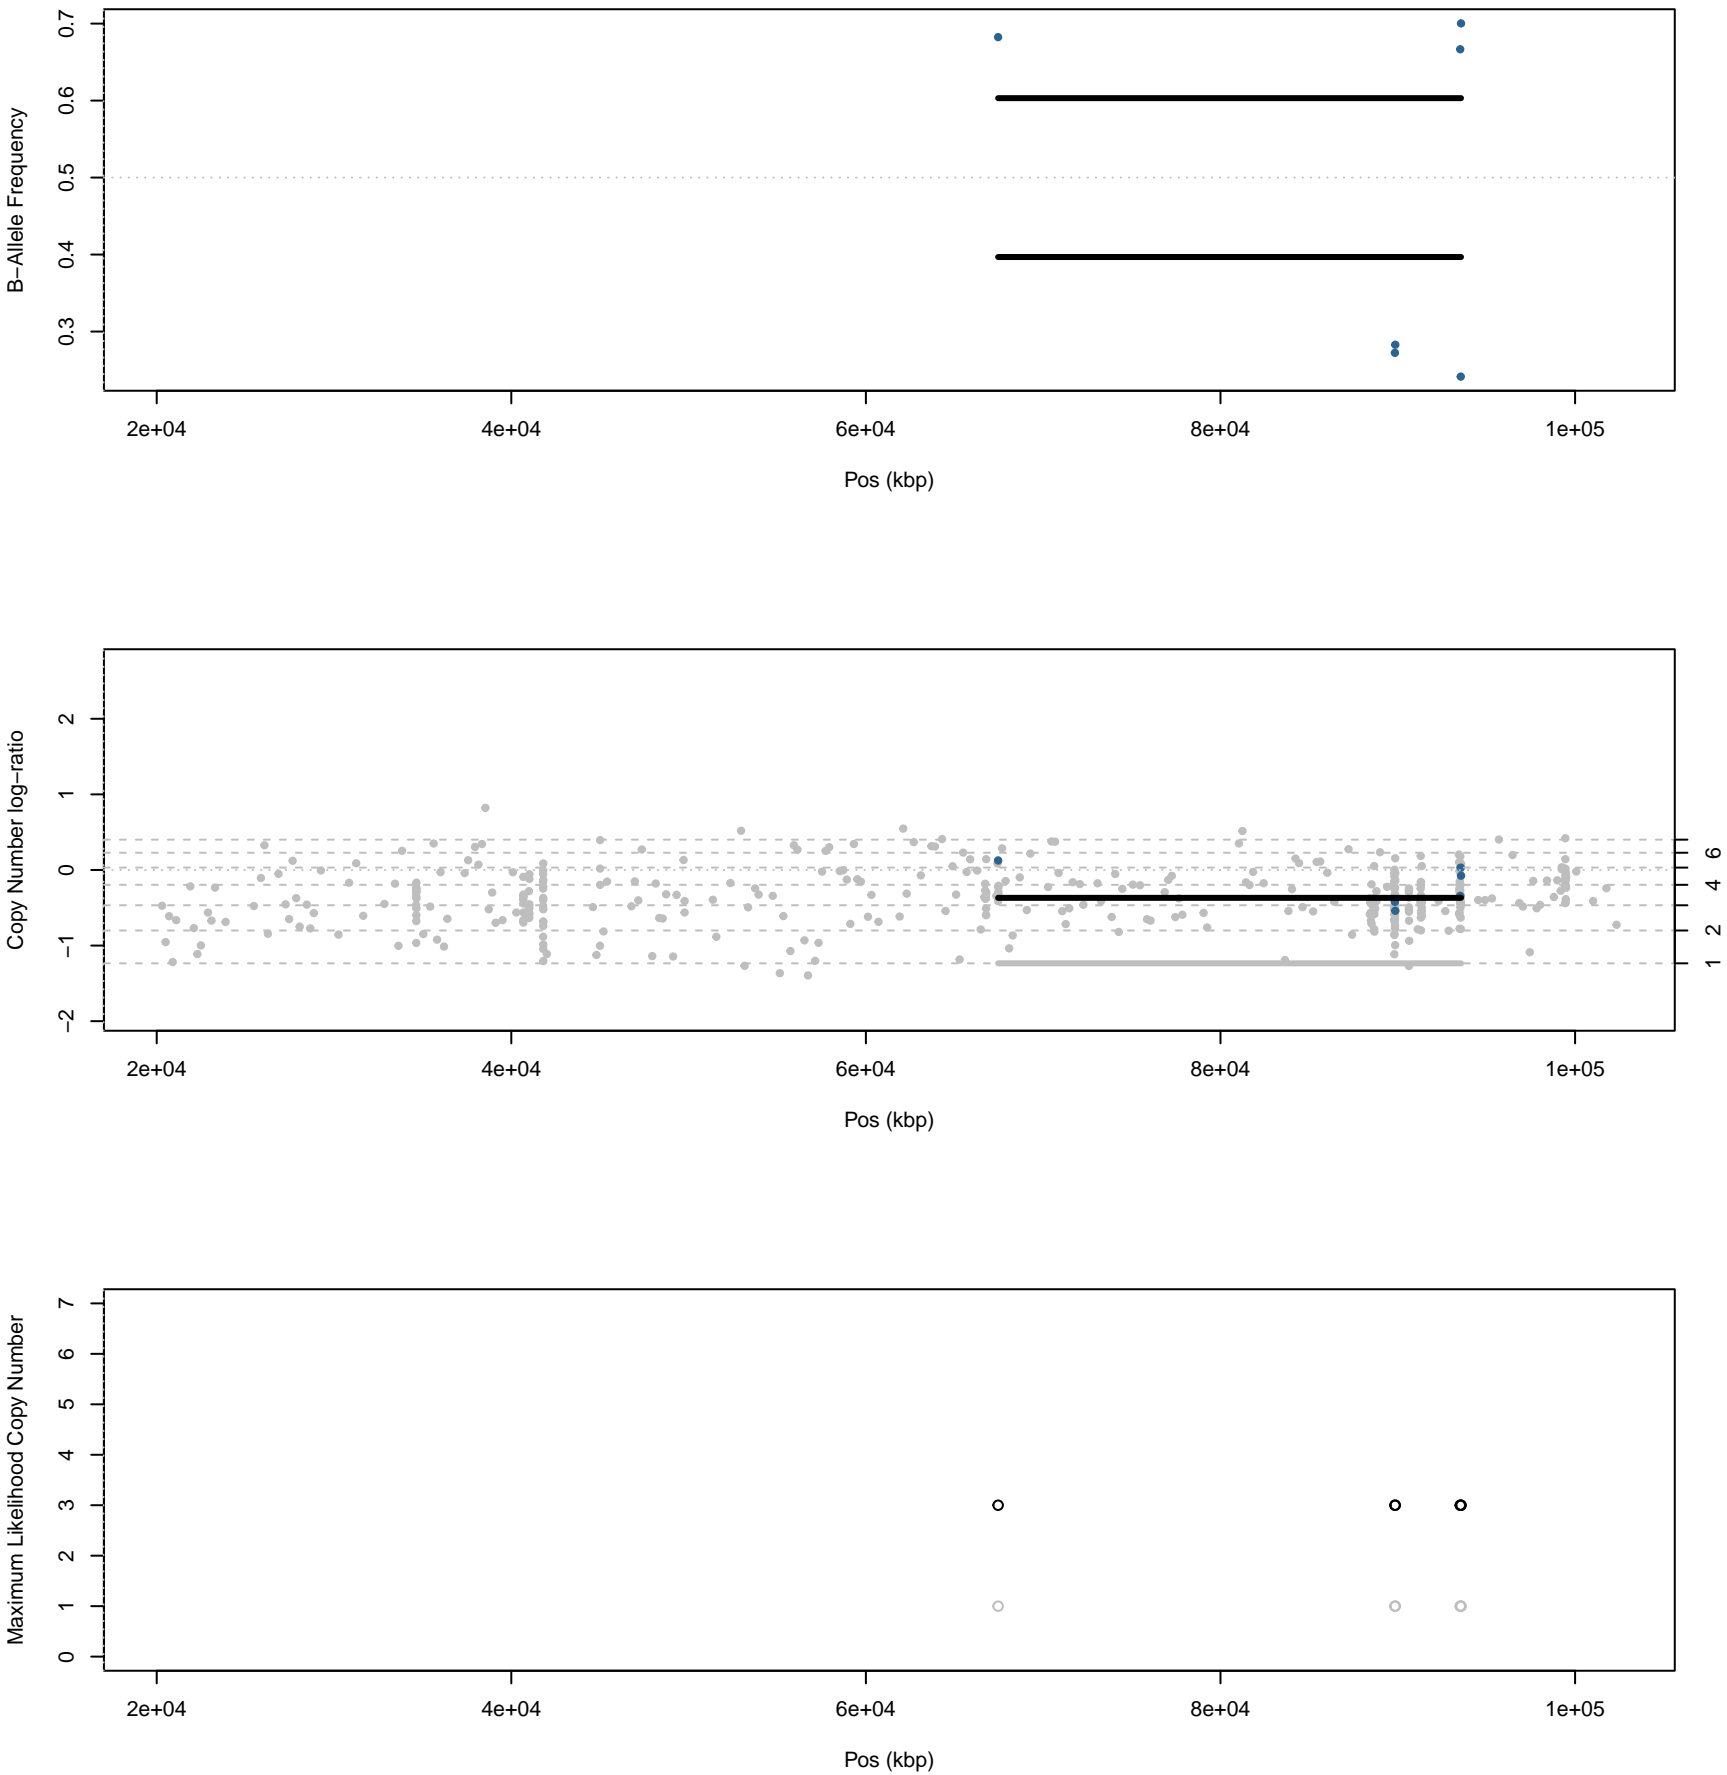 B−Allele Frequency
0.7
0.6
0.5
0.4
0.3
2e+04 4e+04 6e+04 8e+04 1e+05
Pos (kbp)
Copy Number log−ratio
2
1
0
−1
−2
6
4
2
1
2e+04 4e+04 6e+04 8e+04 1e+05
Pos (kbp)
Maximum Likelihood Copy Number
7
6
5
4
3
2
1
0
2e+04 4e+04 6e+04 8e+04 1e+05
Pos (kbp)